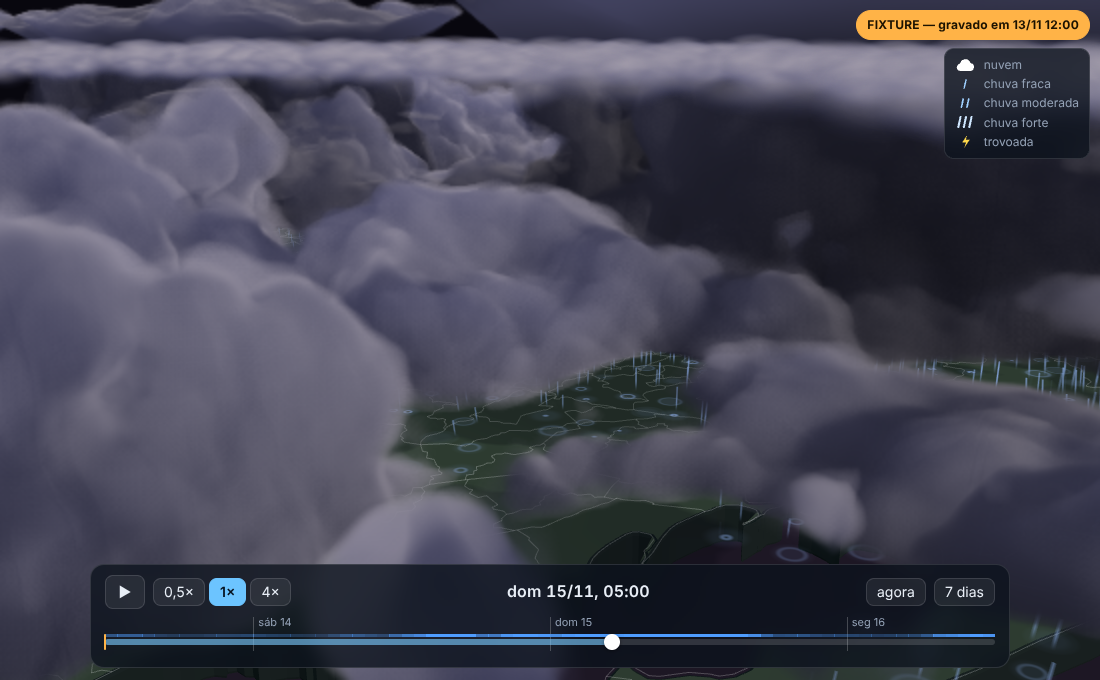 FIXTURE — gravado em 13/11 12:00
nuvem
chuva fraca
chuva moderada
chuva forte
trovoada
0,5× 1× 4× dom 15/11, 05:00 agora 7 dias
sáb 14 dom 15 seg 16